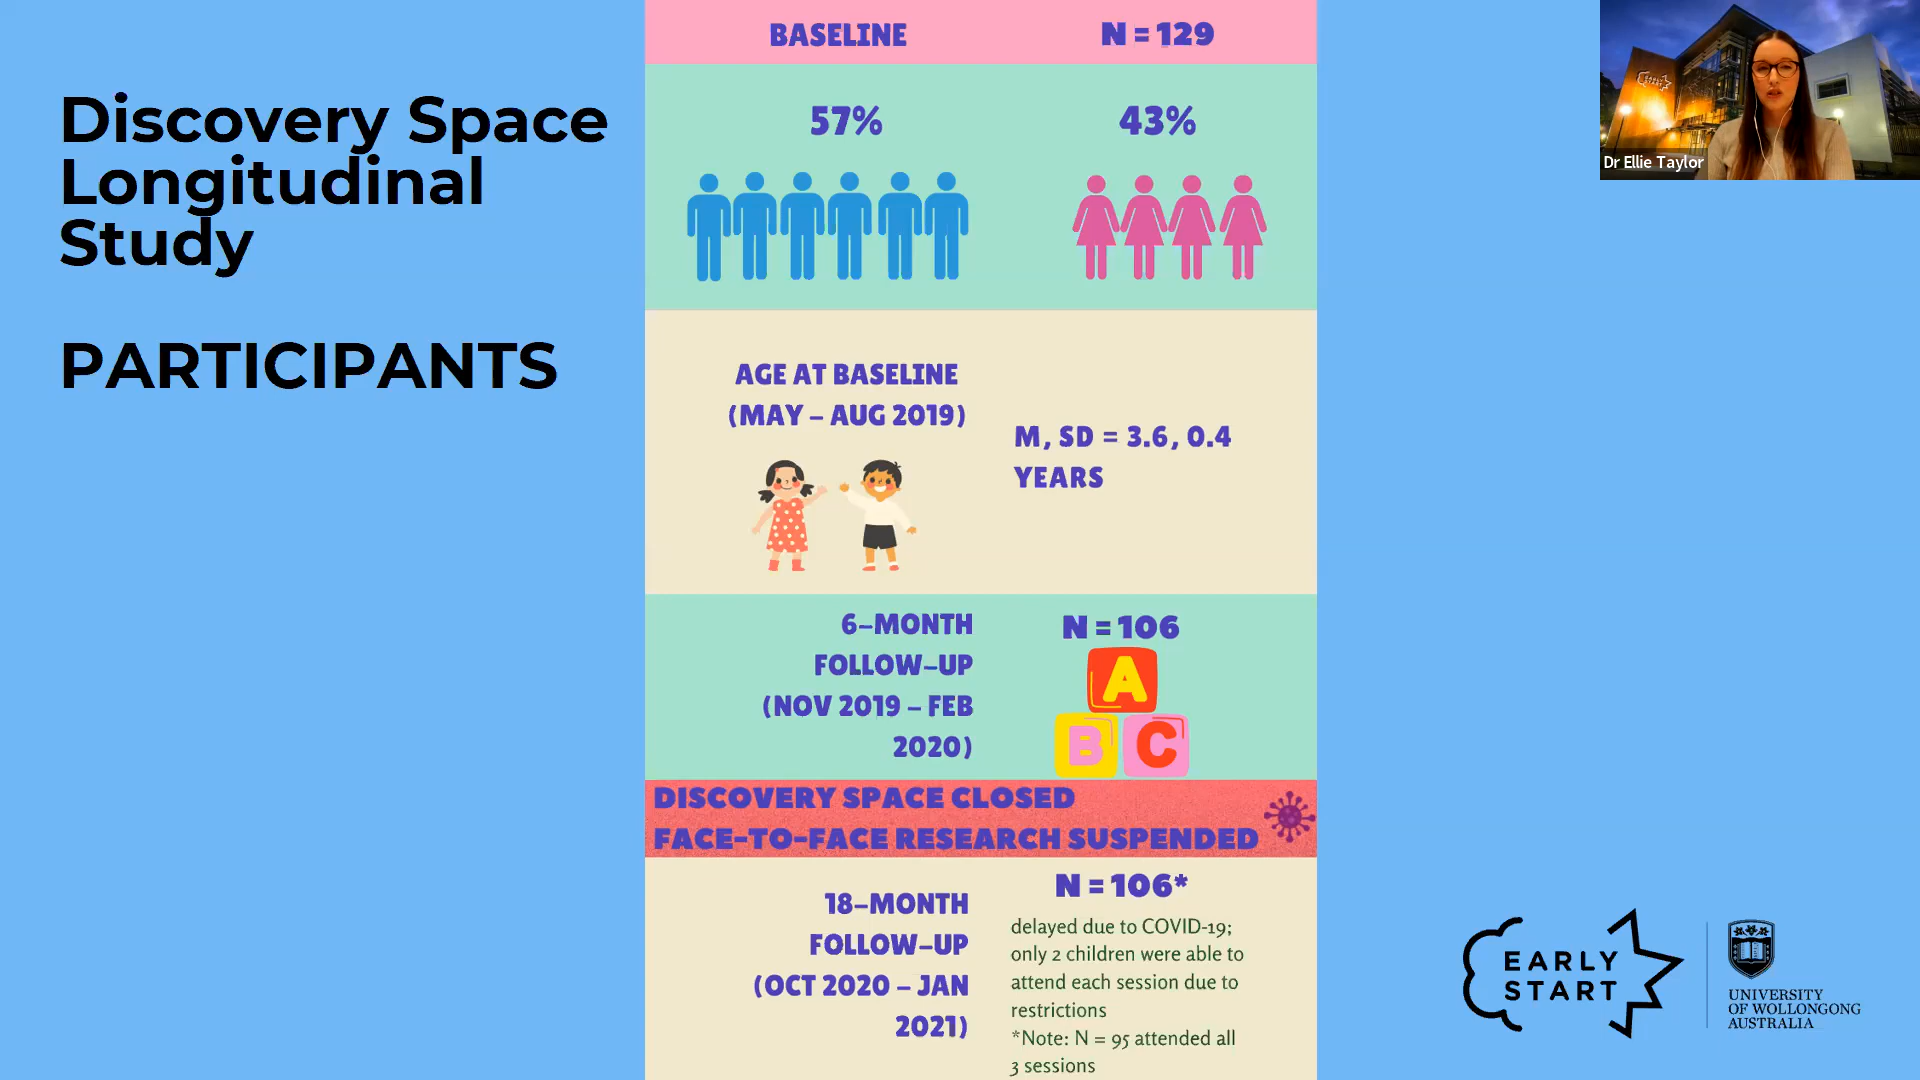 Discovery Space
Longitudinal
Study
PARTICIPANTS
BASELINE
N = 129
57%
43%
AGE AT BASELINE
(MAY – AUG 2019)
M, SD = 3.6, 0.4
YEARS
6–MONTH
FOLLOW–UP
(NOV 2019 – FEB
2020)
N = 106
A
B C
DISCOVERY SPACE CLOSED
FACE-TO-FACE RESEARCH SUSPENDED
18–MONTH
FOLLOW–UP
(OCT 2020 – JAN
2021)
N = 106*
delayed due to COVID-19;
only 2 children were able to
attend each session due to
restrictions
*Note: N = 95 attended all
3 sessions
Dr Ellie Taylor
EARLY
START
UNIVERSITY
OF WOLLONGONG
AUSTRALIA